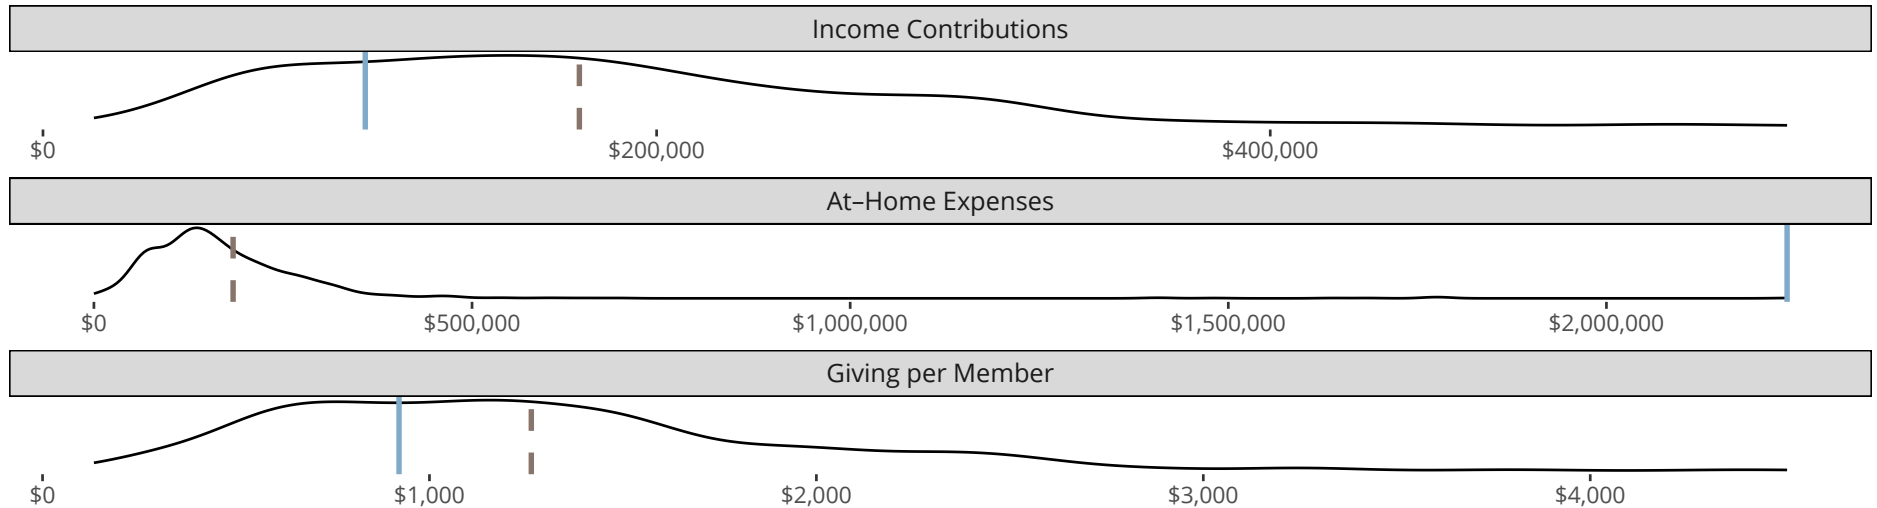 Income Contributions
$0 $200,000 $400,000
At–Home Expenses
$0 $500,000 $1,000,000 $1,500,000 $2,000,000
Giving per Member
$0 $1,000 $2,000 $3,000 $4,000